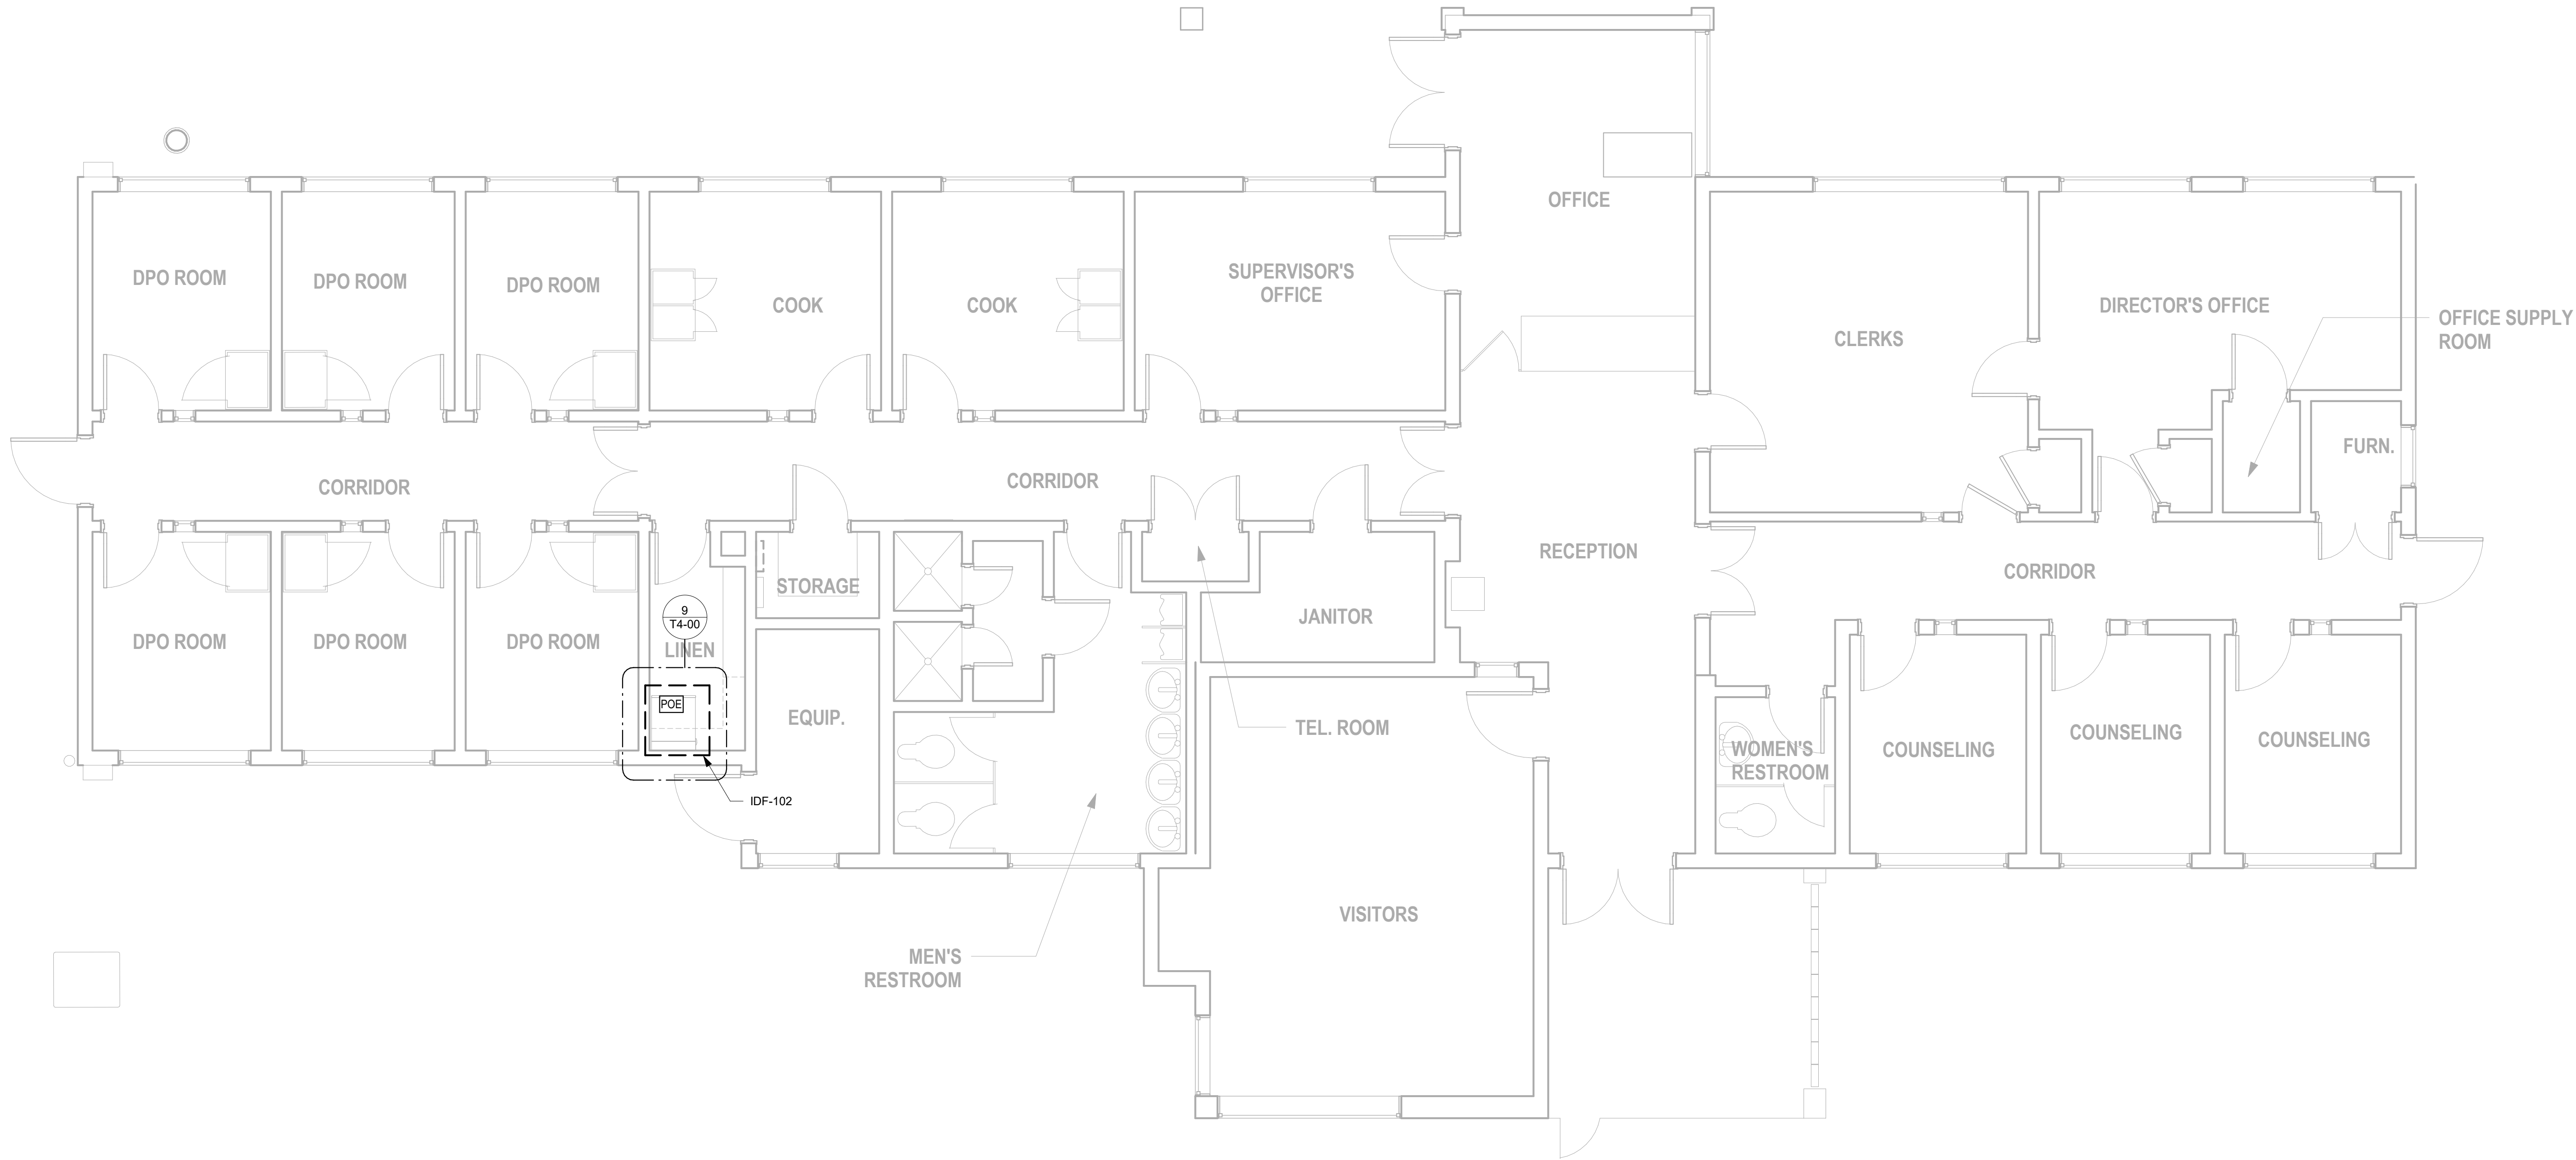 OFFICE
DPO ROOM
DPO ROOM
DPO ROOM
COOK
COOK
SUPERVISOR'S
OFFICE
CLERKS
DIRECTOR'S OFFICE
OFFICE SUPPLY
ROOM
FURN.
CORRIDOR
CORRIDOR
RECEPTION
CORRIDOR
STORAGE
JANITOR
9
T4-00
DPO ROOM
DPO ROOM
DPO ROOM
LINEN
POE
EQUIP.
TEL. ROOM
WOMEN'S
RESTROOM
COUNSELING
COUNSELING
COUNSELING
IDF-102
VISITORS
MEN'S
RESTROOM